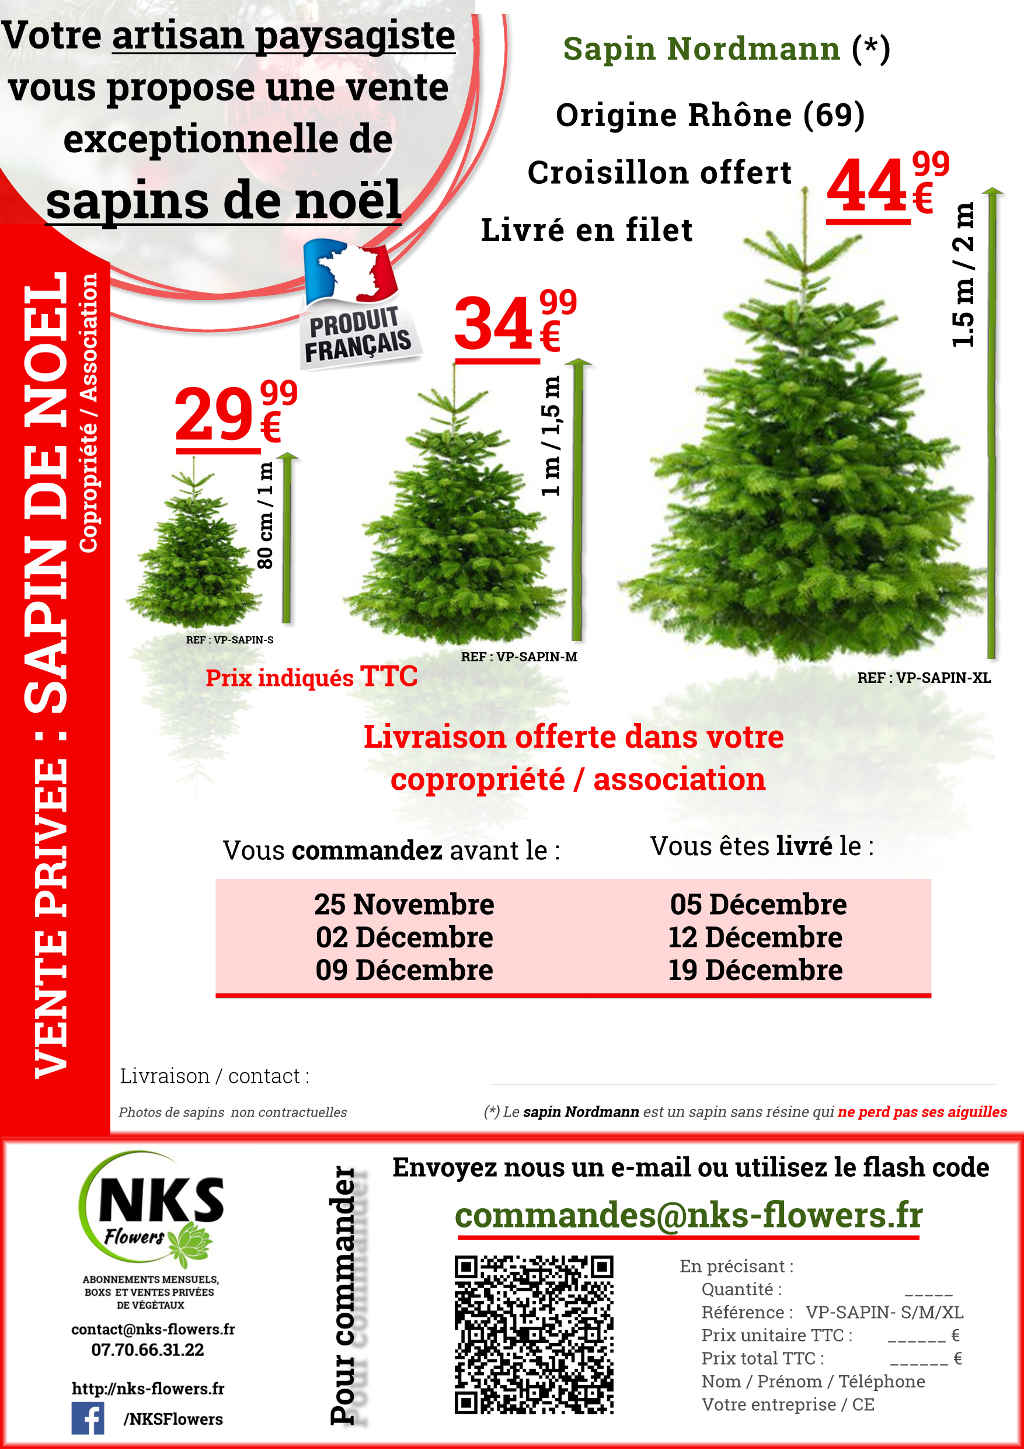 Votre artisan paysagiste
vous propose une vente
exceptionnelle de
sapins de noël
Sapin Nordmann (*)
Origine Rhône (69)
Croisillon offert
Livré en filet
44 99 €
1.5 m / 2 m
PRODUIT
FRANÇAIS
34 99 €
1 m / 1,5 m
29 99 €
80 cm / 1 m
VENTE PRIVEE : SAPIN DE NOEL
Copropriété / Association
REF : VP-SAPIN-S
REF : VP-SAPIN-M
REF : VP-SAPIN-XL
Prix indiqués TTC
Livraison offerte dans votre
copropriété / association
Vous commandez avant le :
Vous êtes livré le :
25 Novembre 05 Décembre
02 Décembre 12 Décembre
09 Décembre 19 Décembre
Livraison / contact :
Photos de sapins non contractuelles
(*) Le sapin Nordmann est un sapin sans résine qui ne perd pas ses aiguilles
NKS
Flowers
ABONNEMENTS MENSUELS,
BOXS ET VENTES PRIVÉES
DE VÉGÉTAUX
contact@nks-flowers.fr
07.70.66.31.22
http://nks-flowers.fr
/NKSFlowers
Pour commander
Envoyez nous un e-mail ou utilisez le flash code
commandes@nks-flowers.fr
En précisant :
Quantité : _____
Référence : VP-SAPIN- S/M/XL
Prix unitaire TTC : ______ €
Prix total TTC : ______ €
Nom / Prénom / Téléphone
Votre entreprise / CE